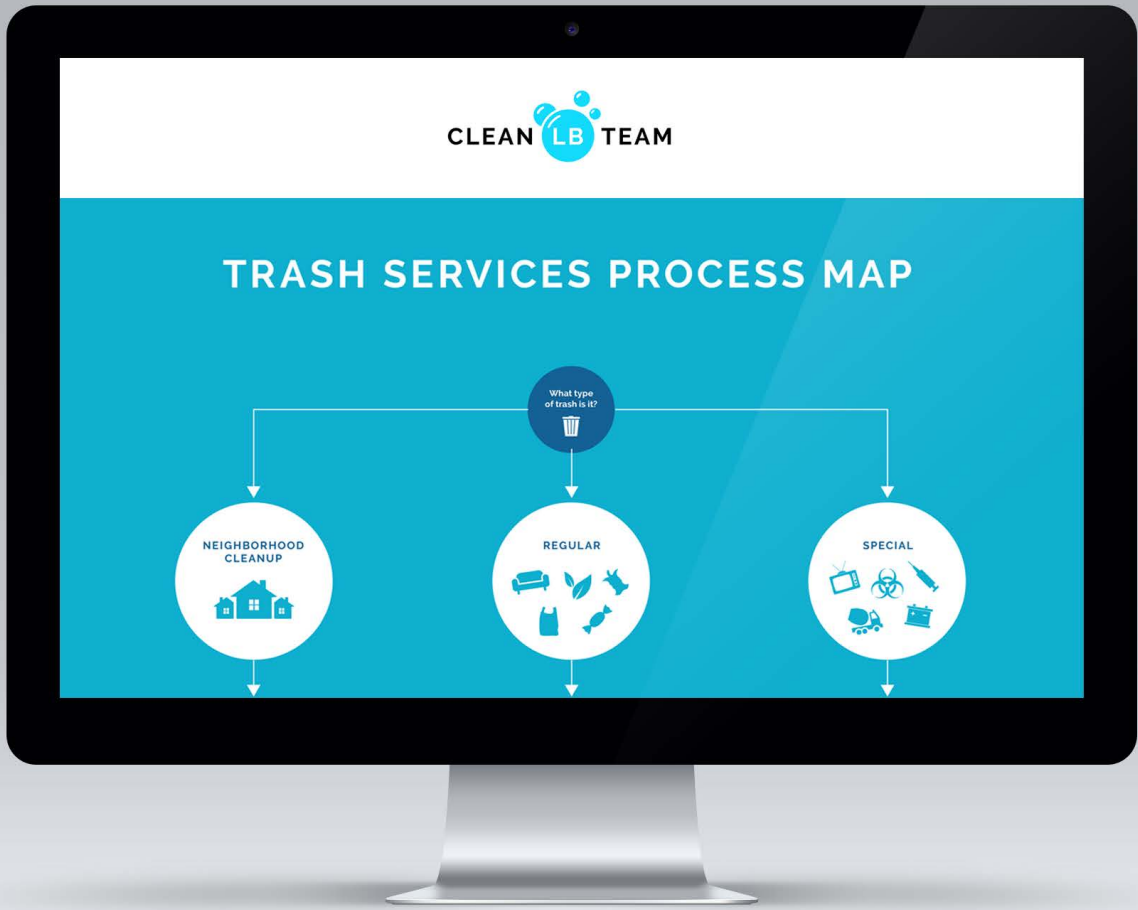 CLEAN LB TEAM
TRASH SERVICES PROCESS MAP
What type
of trash is it?
NEIGHBORHOOD
CLEANUP
REGULAR
SPECIAL